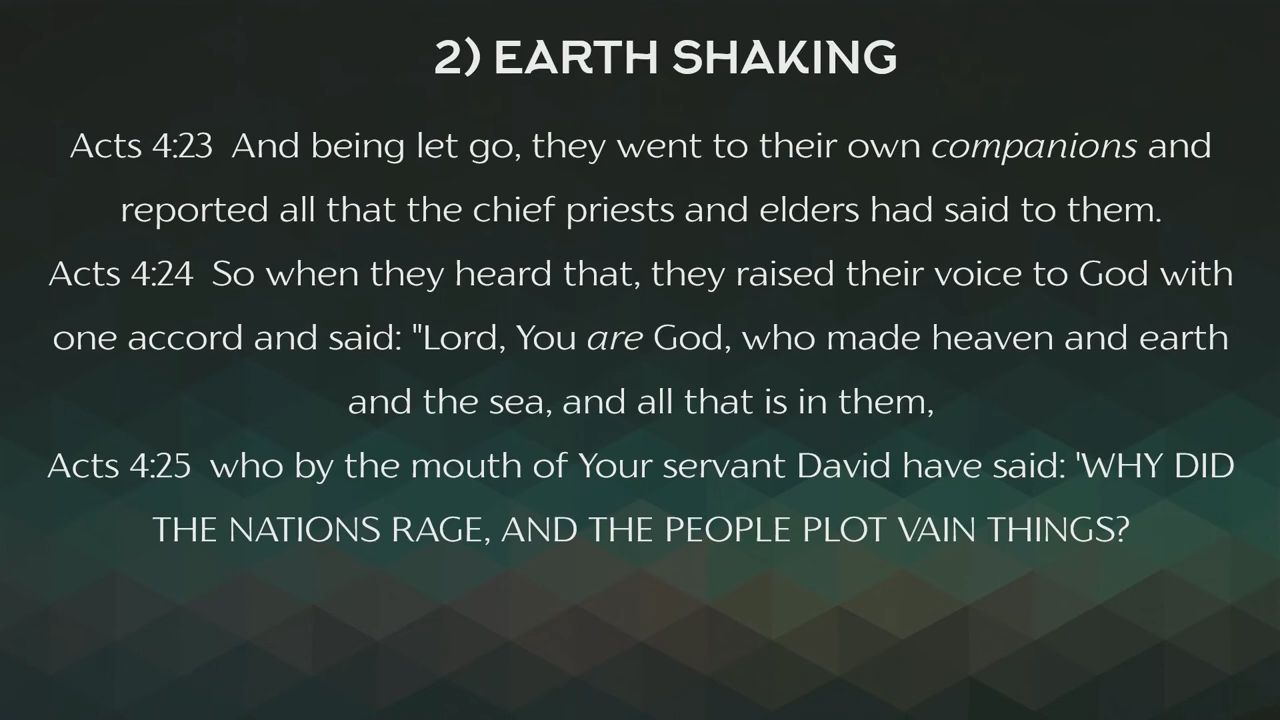 2) EARTH SHAKING
Acts 4:23  And being let go, they went to their own companions and
reported all that the chief priests and elders had said to them.
Acts 4:24  So when they heard that, they raised their voice to God with
one accord and said: "Lord, You are God, who made heaven and earth
and the sea, and all that is in them,
Acts 4:25  who by the mouth of Your servant David have said: 'WHY DID
THE NATIONS RAGE, AND THE PEOPLE PLOT VAIN THINGS?